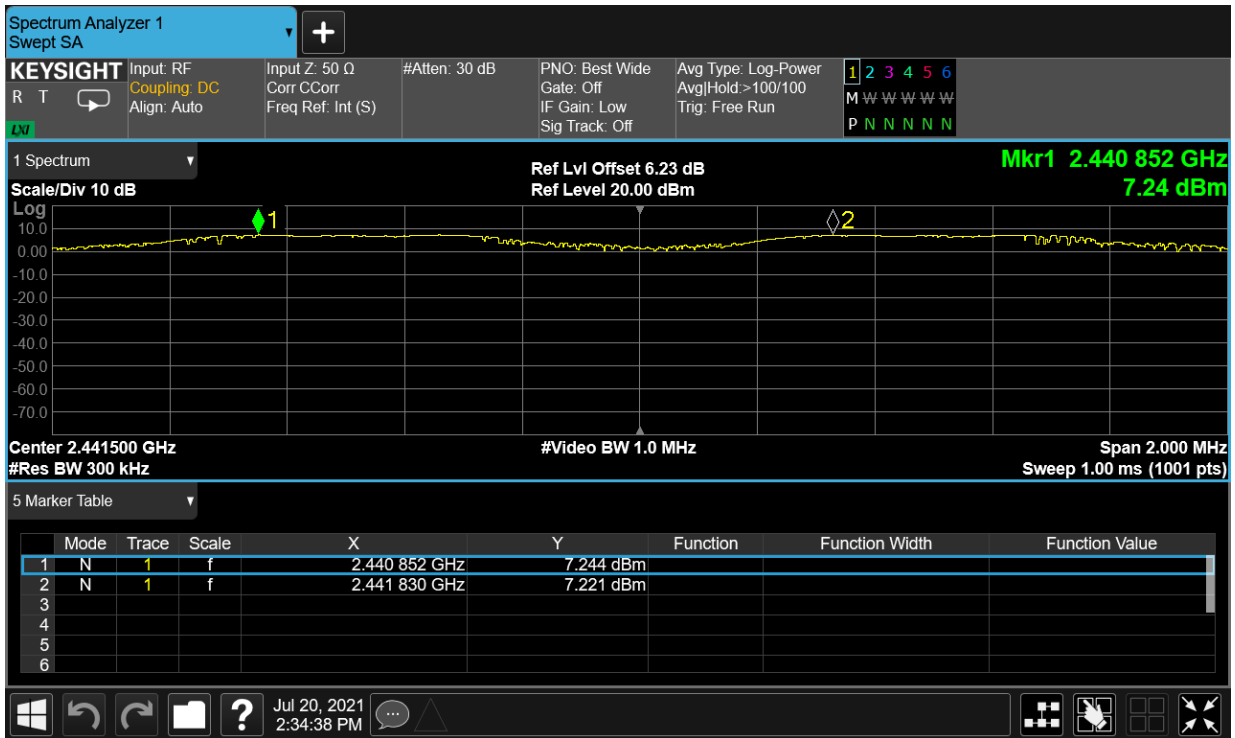 Spectrum Analyzer 1
Swept SA
+
KEYSIGHT
R T
LXI
Input: RF
Coupling: DC
Align: Auto
Input Z: 50 Ω
Corr CCorr
Freq Ref: Int (S)
#Atten: 30 dB
PNO: Best Wide
Gate: Off
IF Gain: Low
Sig Track: Off
Avg Type: Log-Power
Avg|Hold:>100/100
Trig: Free Run
1 2 3 4 5 6
M W W W W W
P N N N N N
1 Spectrum
Scale/Div 10 dB
Ref Lvl Offset 6.23 dB
Ref Level 20.00 dBm
Mkr1 2.440 852 GHz
7.24 dBm
Log
1
2
10.0
0.00
-10.0
-20.0
-30.0
-40.0
-50.0
-60.0
-70.0
Center 2.441500 GHz
#Video BW 1.0 MHz
Span 2.000 MHz
#Res BW 300 kHz
Sweep 1.00 ms (1001 pts)
5 Marker Table
Mode Trace Scale X Y Function Function Width Function Value
1 N 1 f 2.440 852 GHz 7.244 dBm
2 N 1 f 2.441 830 GHz 7.221 dBm
3
4
5
6
?
Jul 20, 2021
2:34:38 PM